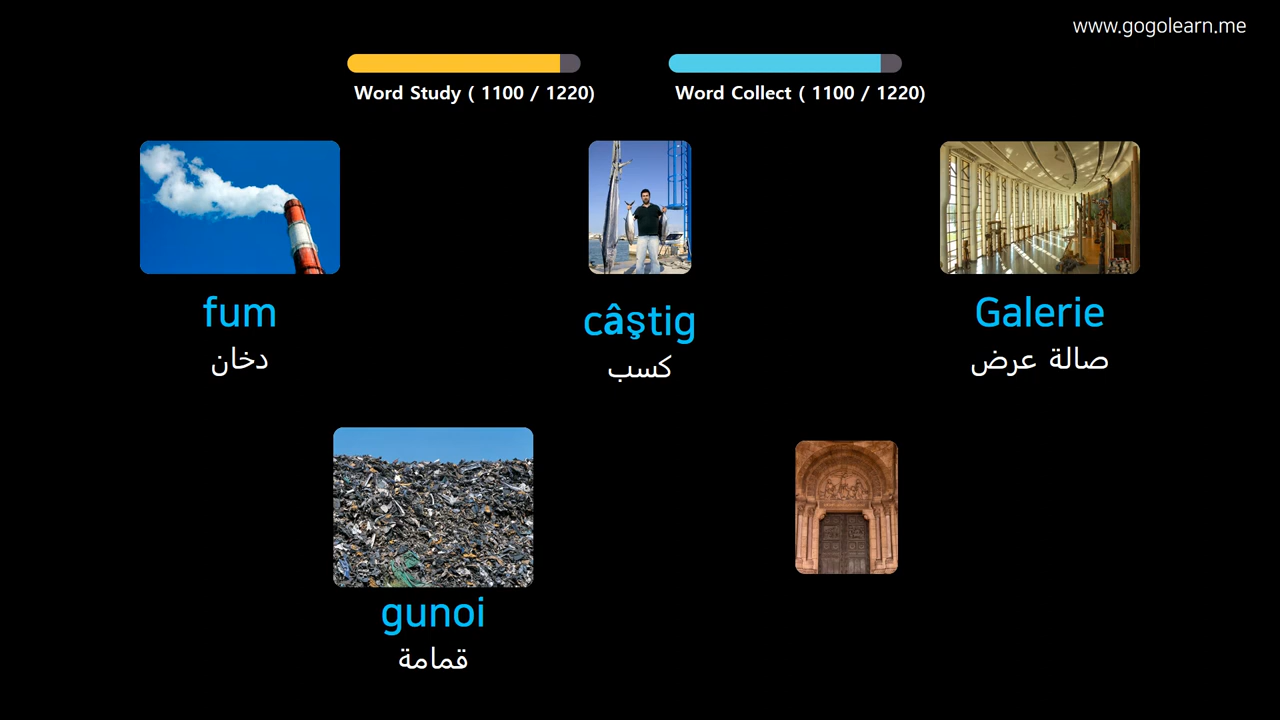 www.gogolearn.me
Word Study ( 1100 / 1220)
Word Collect ( 1100 / 1220)
fum
دخان
câştig
كسب
Galerie
صالة عرض
gunoi
قمامة